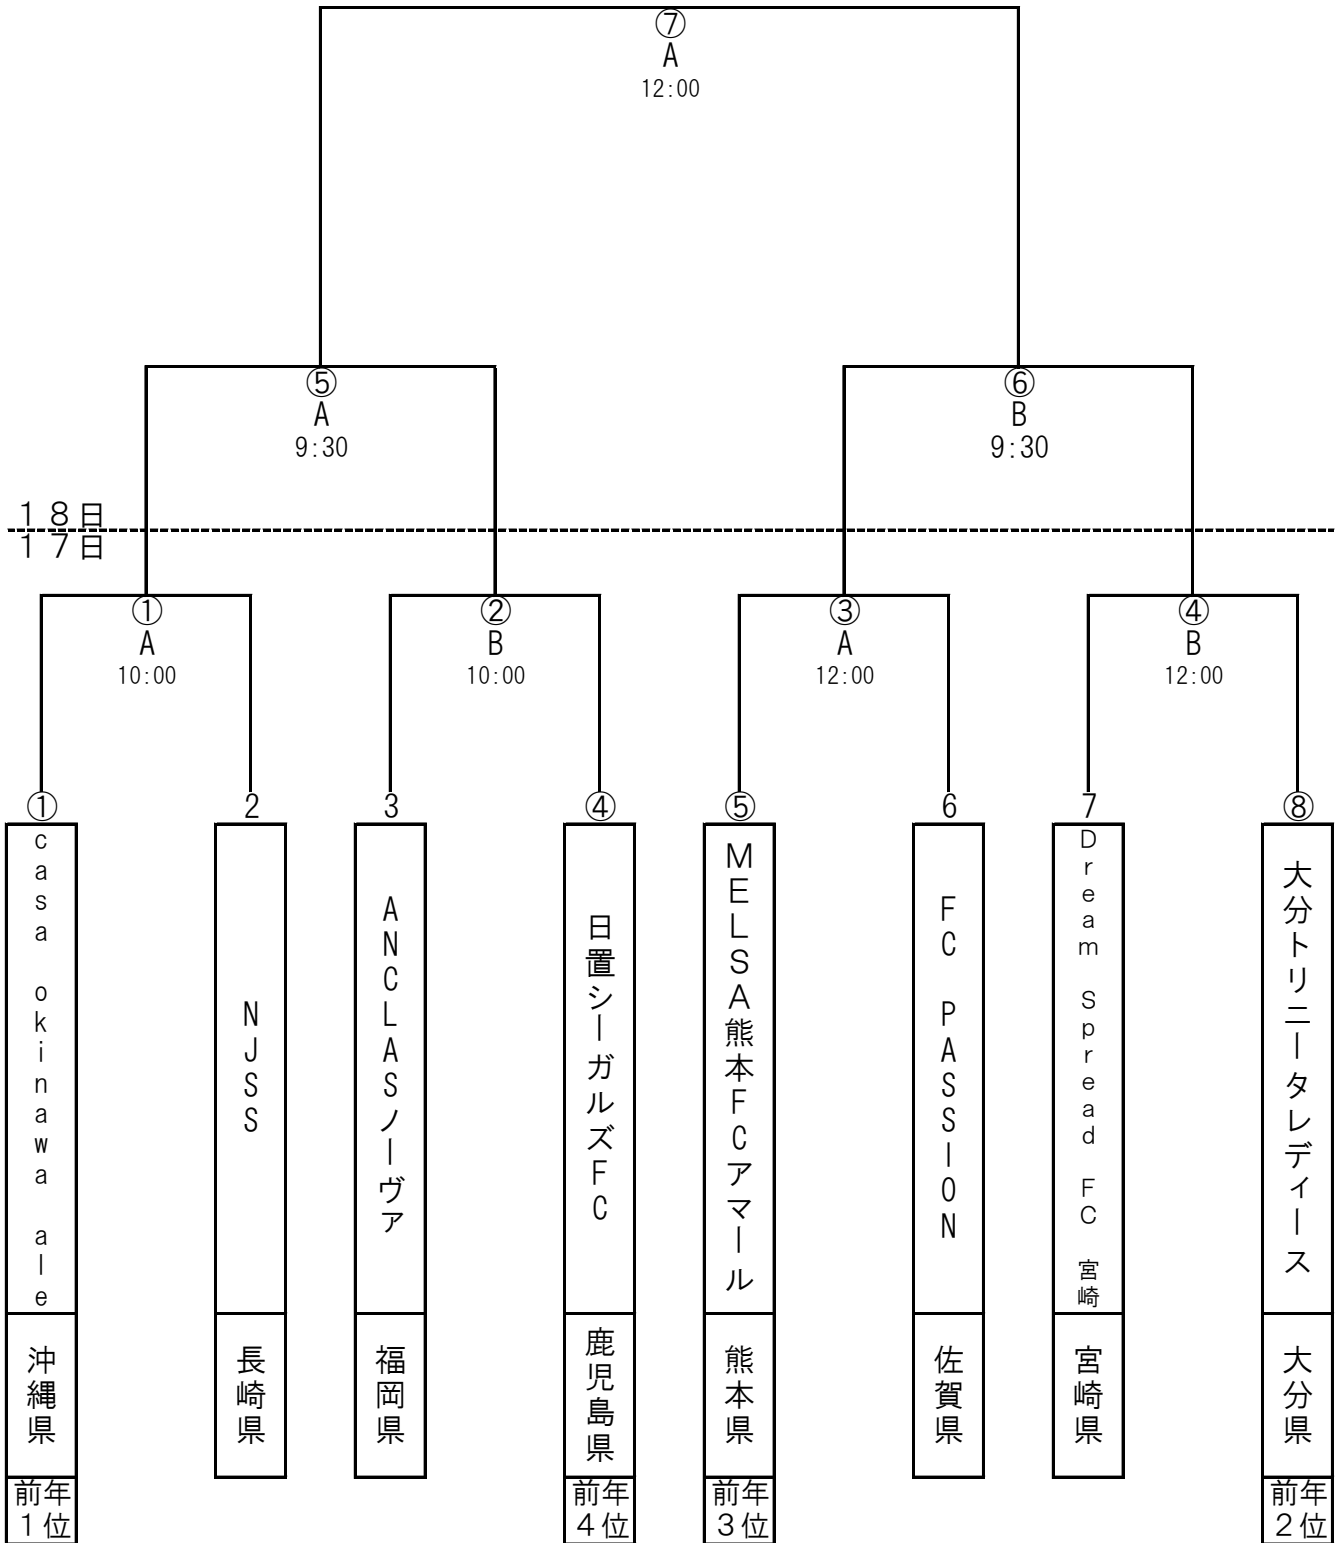 ⑦
A
12:00
⑤
A
9:30
⑥
B
9:30
18日
17日
①
A
10:00
②
B
10:00
③
A
12:00
④
B
12:00
①
2
3
④
⑤
6
7
⑧
casa okinawa ale
NJSS
ANCLASノーヴァ
日置シーガルズFC
MELSA熊本FCアマール
FC PASSION
Dream Spread FC 宮崎
大分トリニータレディース
沖縄県
長崎県
福岡県
鹿児島県
熊本県
佐賀県
宮崎県
大分県
前年
1位
前年
4位
前年
3位
前年
2位